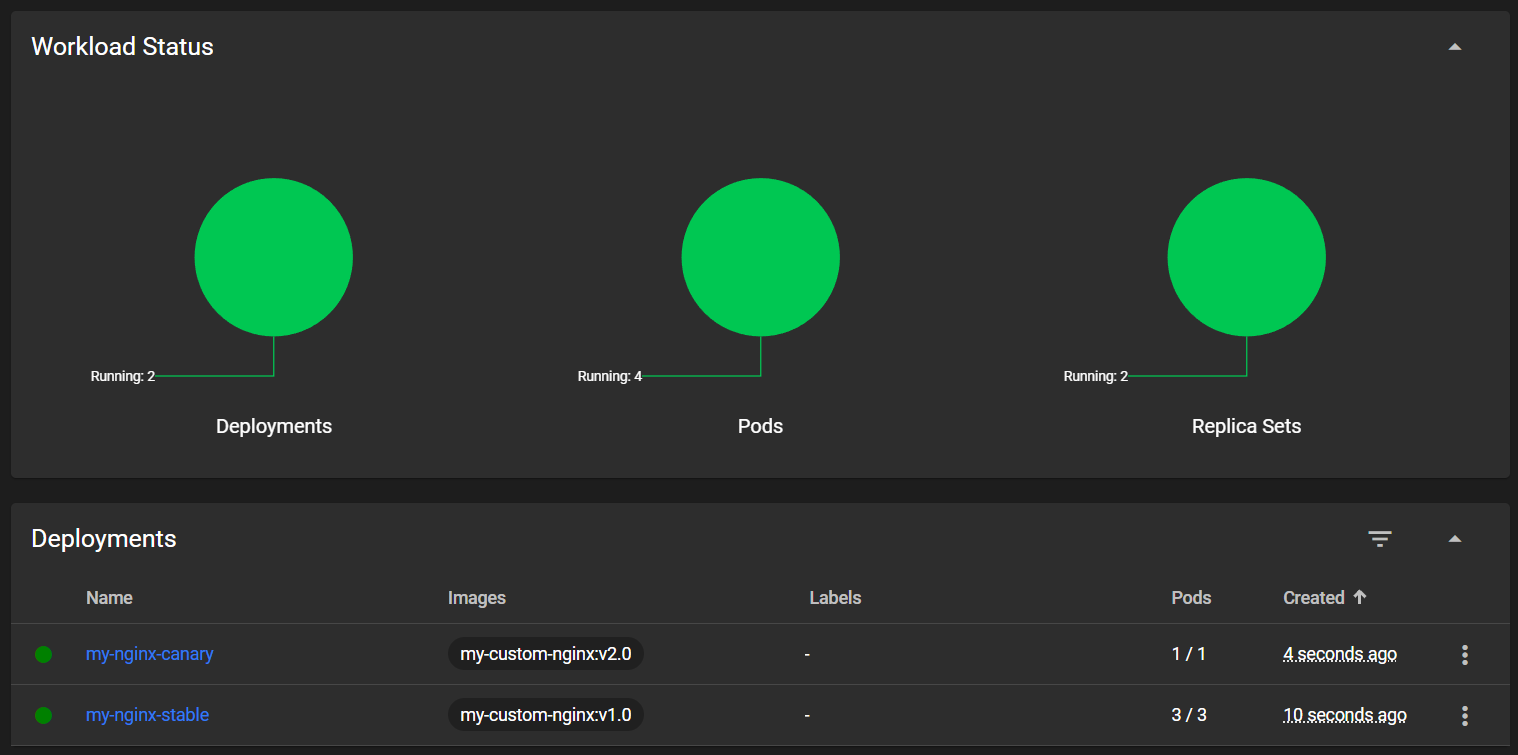 Workload Status
Running: 2
Running: 4
Running: 2
Deployments
Pods
Replica Sets
Deployments
Name Images Labels Pods Created
my-nginx-canary my-custom-nginx:v2.0 - 1 / 1 4 seconds ago
my-nginx-stable my-custom-nginx:v1.0 - 3 / 3 10 seconds ago